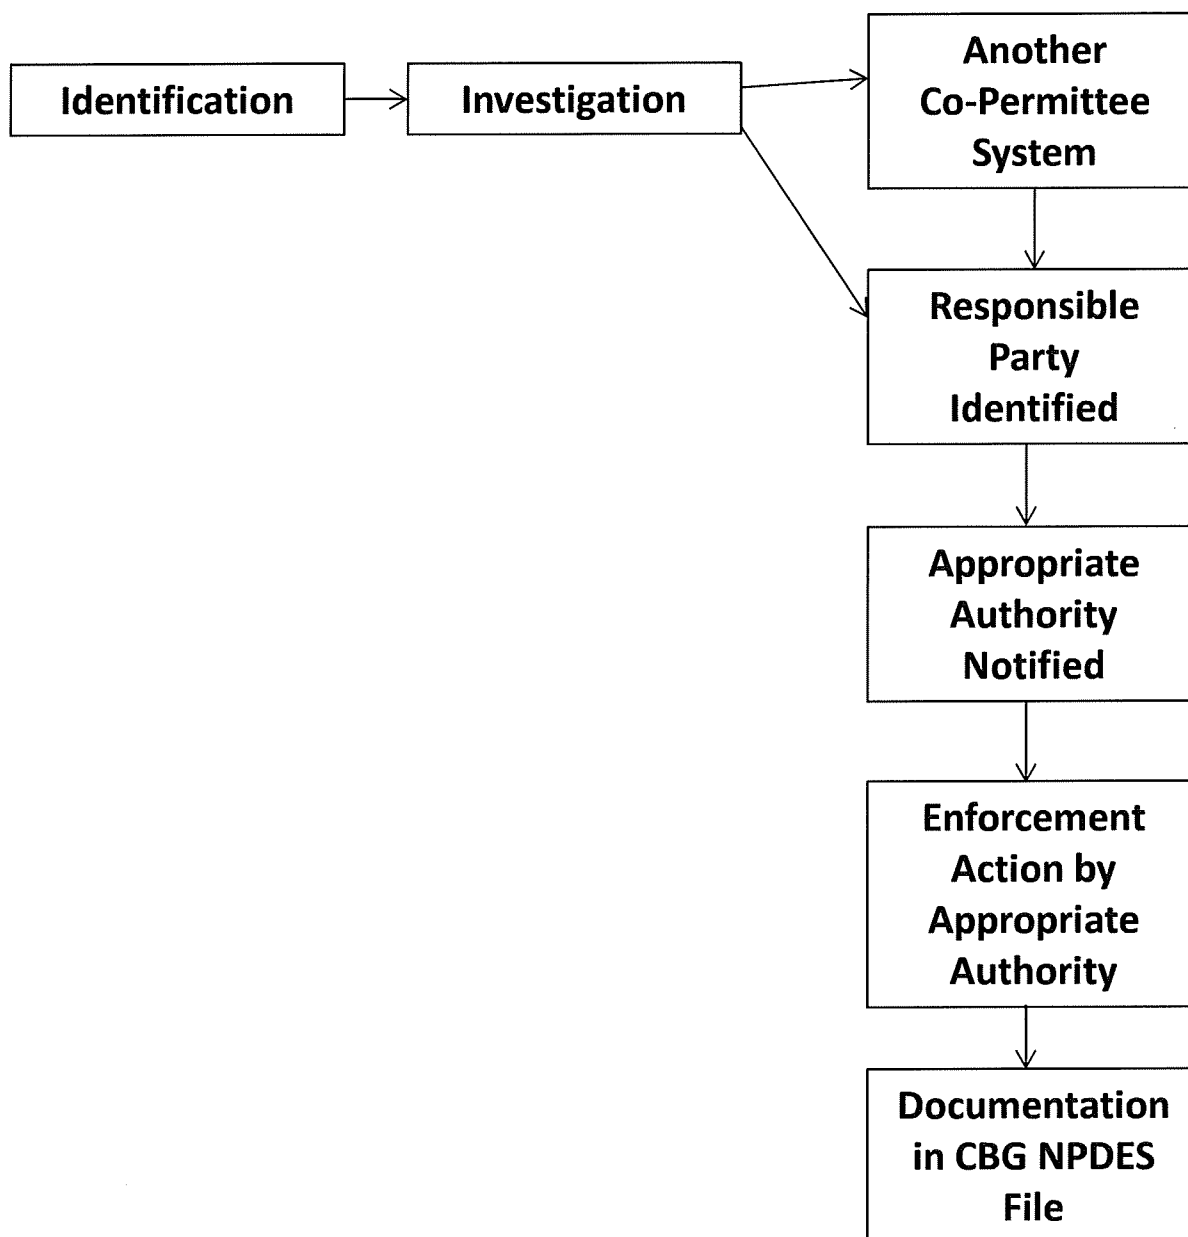 Identification
Investigation
Another
Co-Permittee
System
Responsible
Party
Identified
Appropriate
Authority
Notified
Enforcement
Action by
Appropriate
Authority
Documentation
in CBG NPDES
File